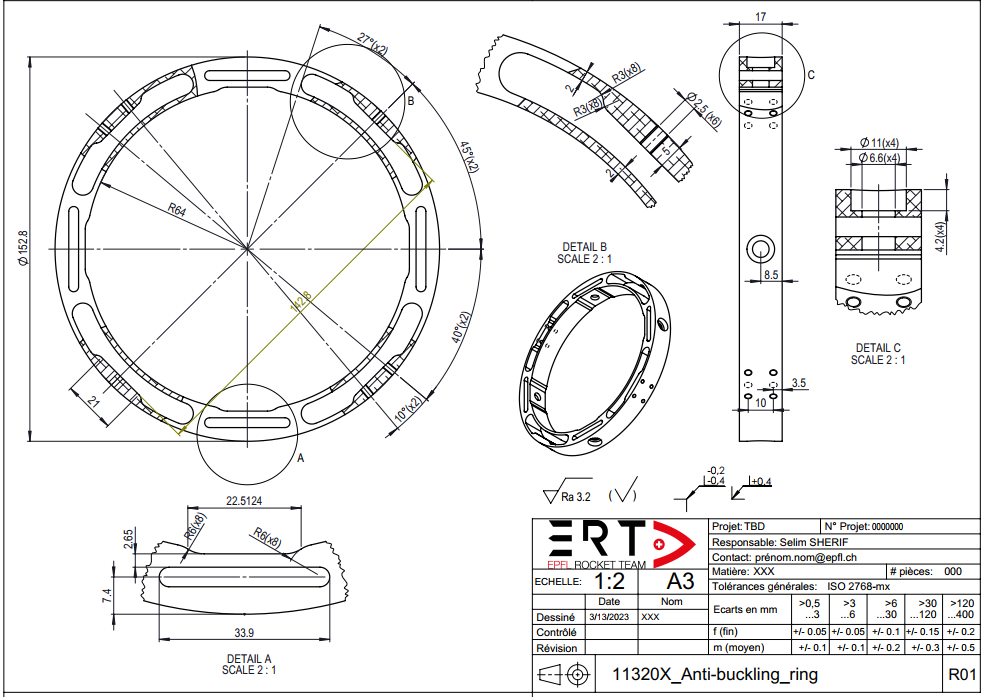 27°(x2)
B
45°(x2)
R64
Ø152.8
142.8
40°(x2)
10°(x2)
21
A
R3(x8)
2
R3(x8)
Ø2.5 (x6)
5
2
DETAIL B
SCALE 2 : 1
17
C
8.5
3.5
10
Ø11(x4)
Ø6.6(x4)
4.2(x4)
DETAIL C
SCALE 2 : 1
22.5124
R6(x8)
R6(x8)
2.65
7.4
33.9
DETAIL A
SCALE 2 : 1
Ra 3.2
( )
-0.2
-0.4
+0.4
ERT
EPFL ROCKET TEAM
Projet: TBD N° Projet: 0000000
Responsable: Selim SHERIF
Contact: prénom.nom@epfl.ch
Matière: XXX # pièces: 000
Tolérances générales: ISO 2768-mx
ECHELLE: 1:2 A3
Date Nom
Dessiné 3/13/2023 XXX
Contrôlé
Révision
Ecarts en mm >0,5 ...3 >3 ...6 >6 ...30 >30 ...120 >120 ...400
f (fin) +/- 0.05 +/- 0.05 +/- 0.1 +/- 0.15 +/- 0.2
m (moyen) +/- 0.1 +/- 0.1 +/- 0.2 +/- 0.3 +/- 0.5
11320X_Anti-buckling_ring R01